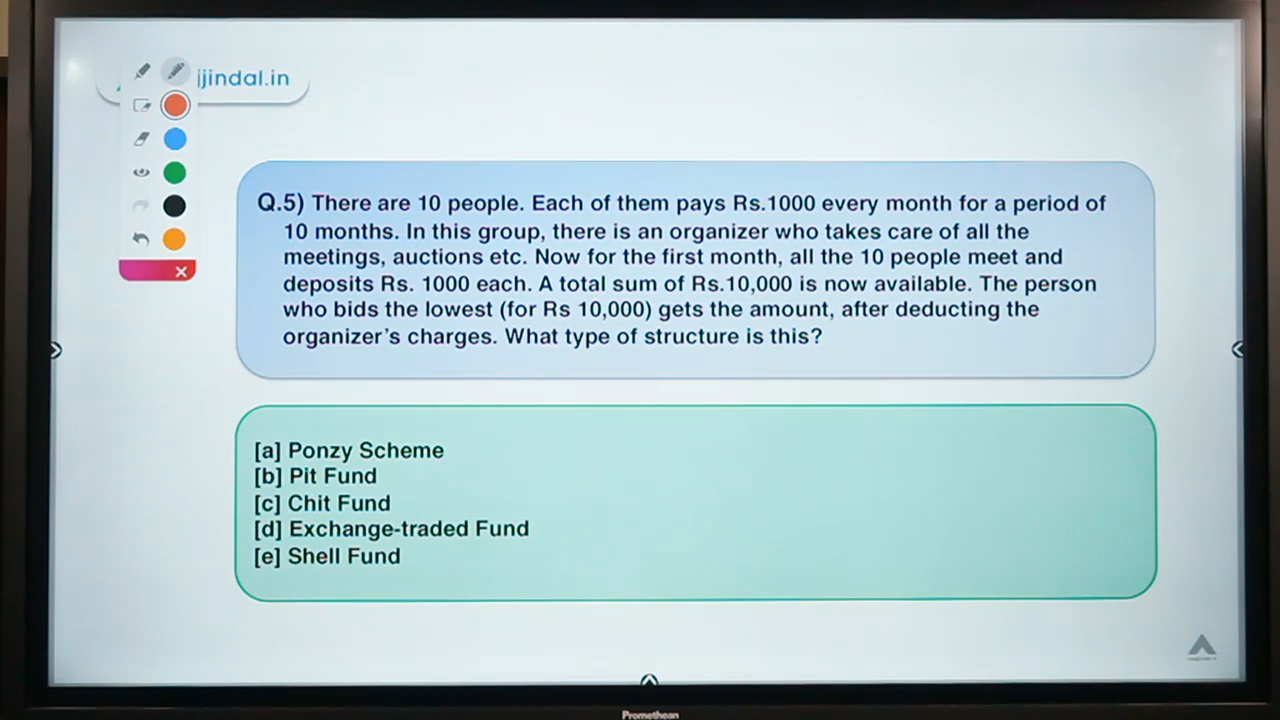 jjindal.in
Q.5) There are 10 people. Each of them pays Rs.1000 every month for a period of
10 months. In this group, there is an organizer who takes care of all the
meetings, auctions etc. Now for the first month, all the 10 people meet and
deposits Rs. 1000 each. A total sum of Rs.10,000 is now available. The person
who bids the lowest (for Rs 10,000) gets the amount, after deducting the
organizer's charges. What type of structure is this?
[a] Ponzy Scheme
[b] Pit Fund
[c] Chit Fund
[d] Exchange-traded Fund
[e] Shell Fund
Promethean